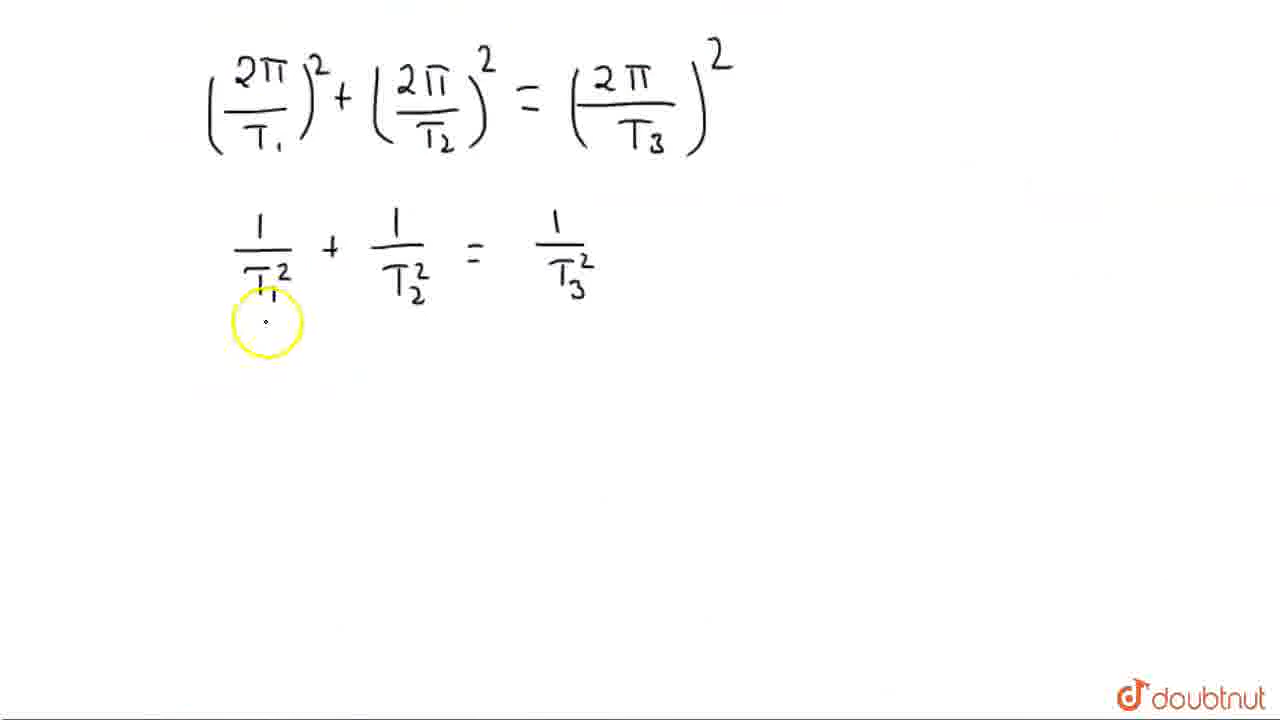 (2π/T₁)² + (2π/T₂)² = (2π/T₃)²
1/T₁² + 1/T₂² = 1/T₃²
doubtnut